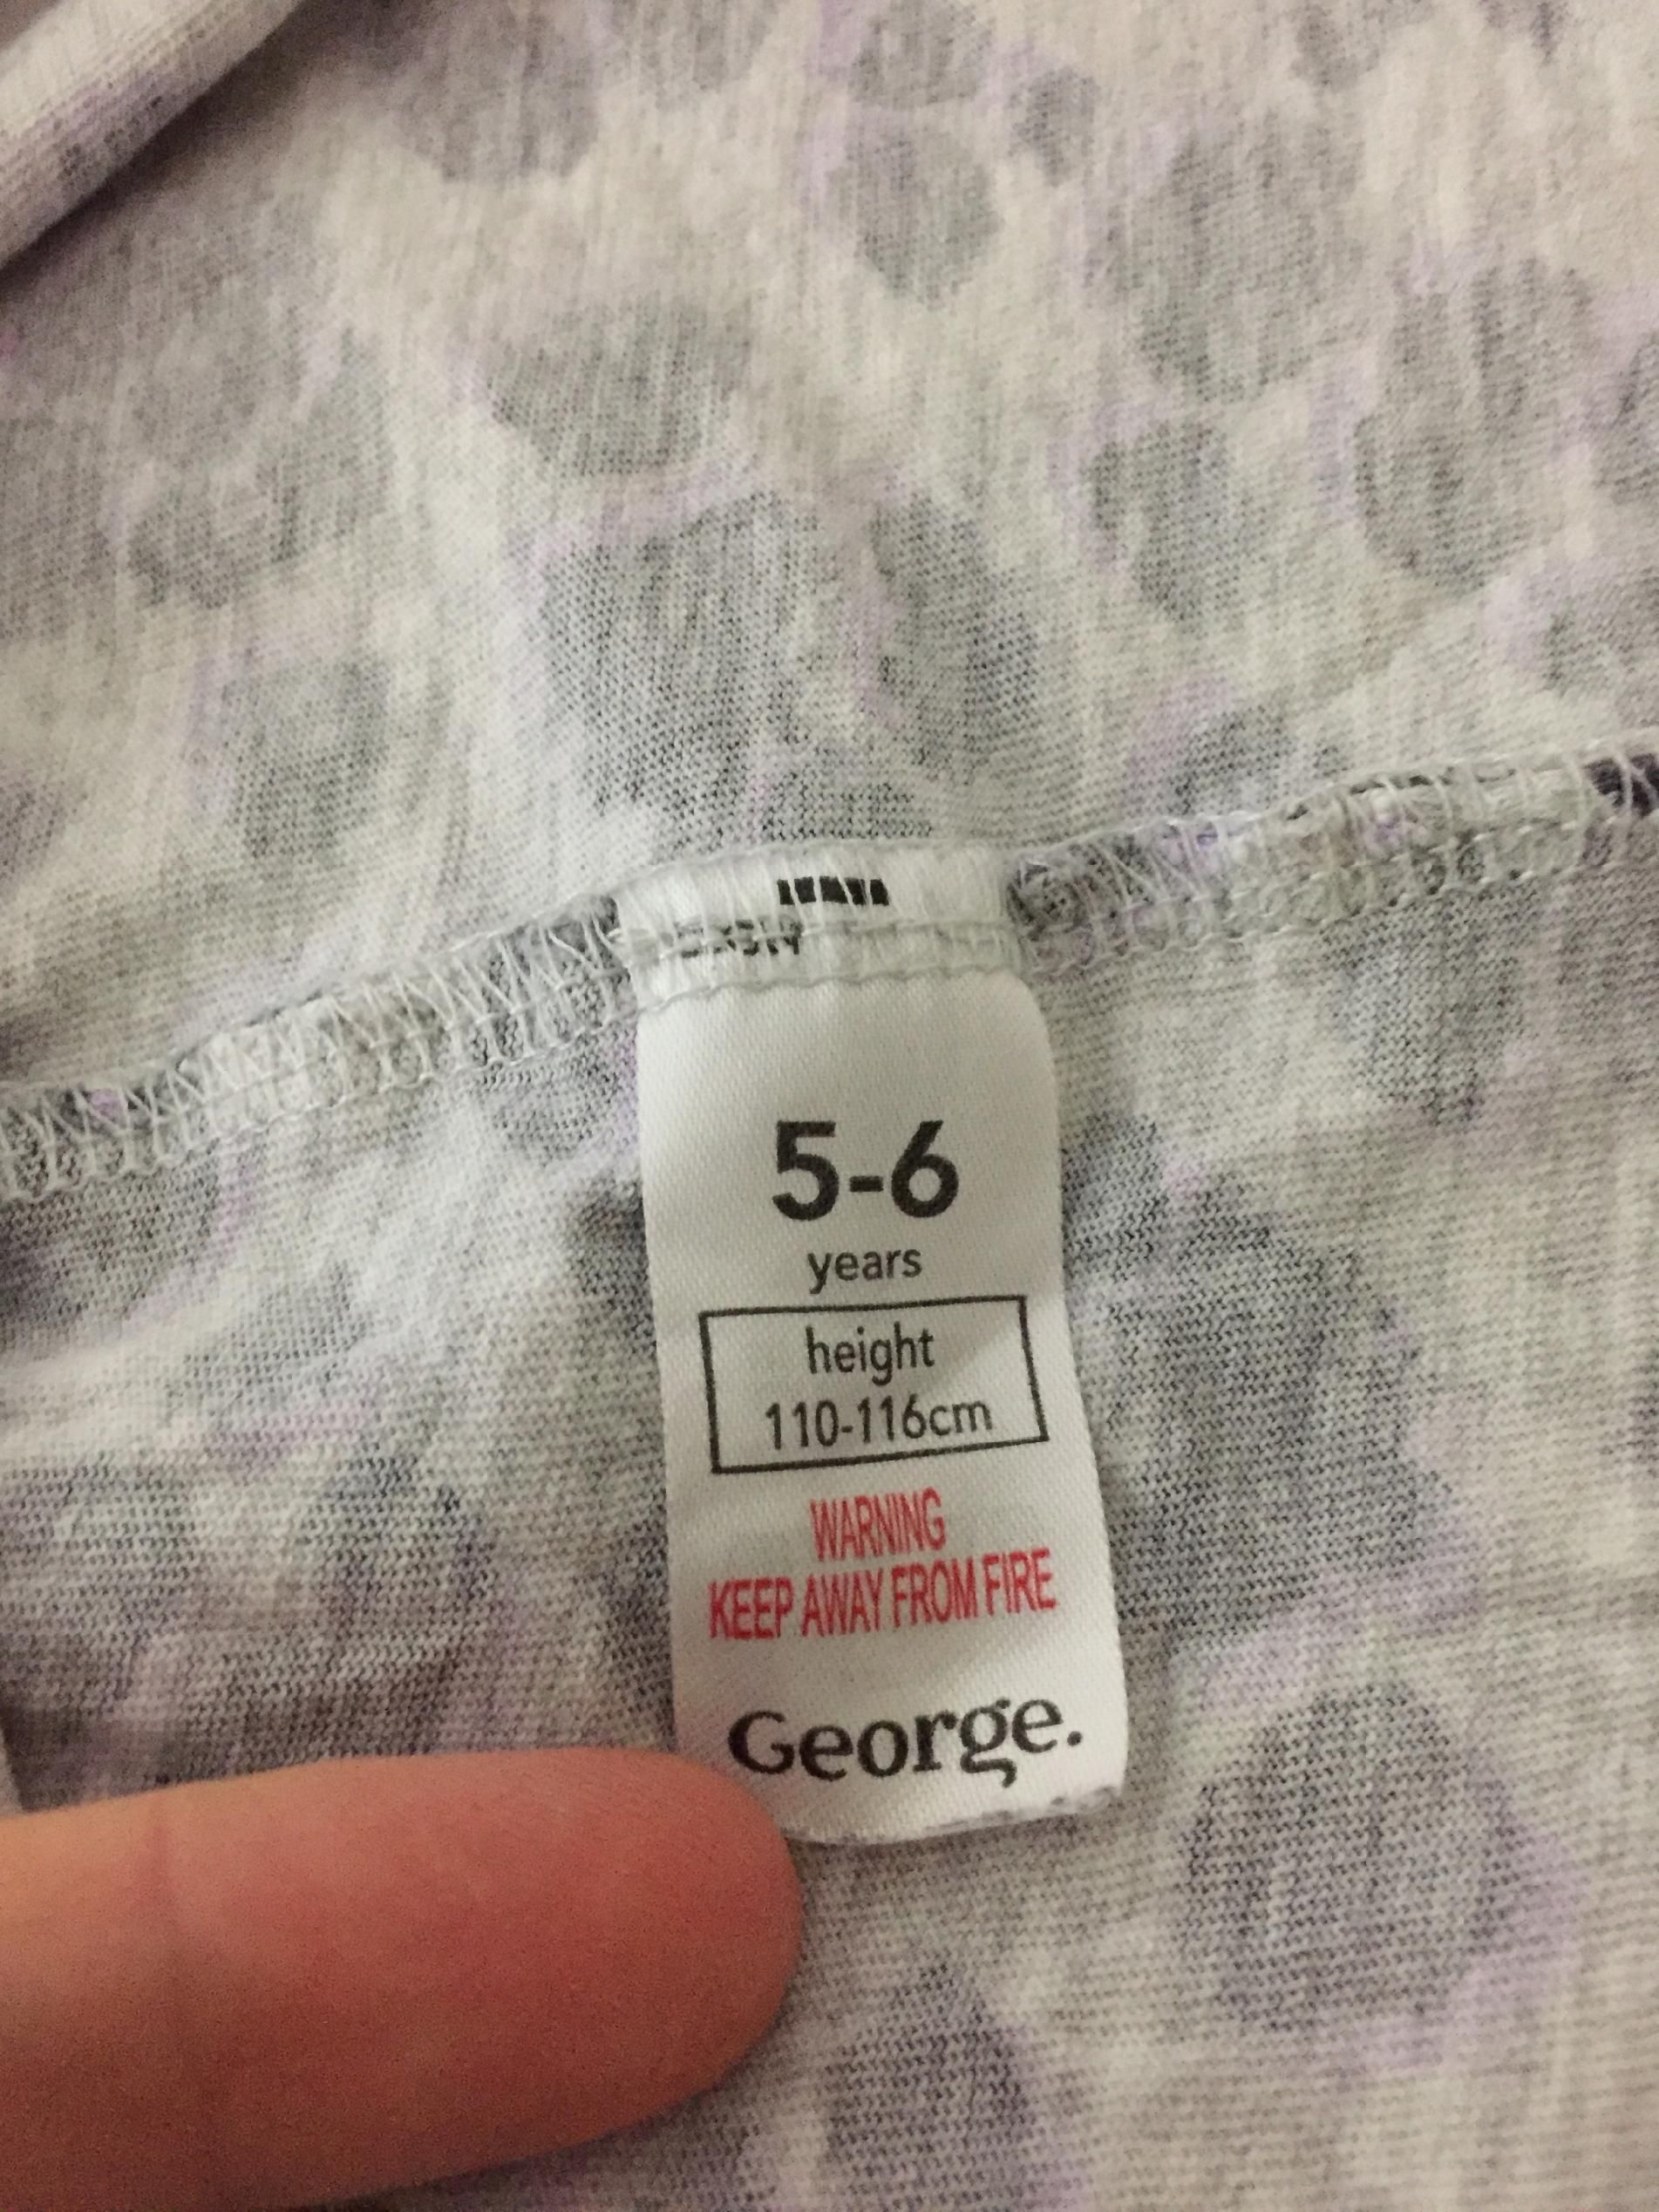 5-6
years
height
110-116cm
WARNING
KEEP AWAY FROM FIRE
George.